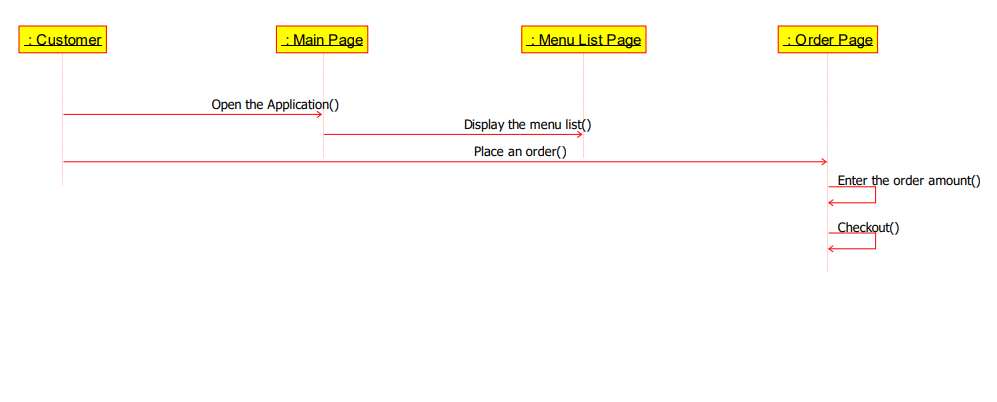 : Customer
: Main Page
: Menu List Page
: Order Page
Open the Application()
Display the menu list()
Place an order()
Enter the order amount()
Checkout()